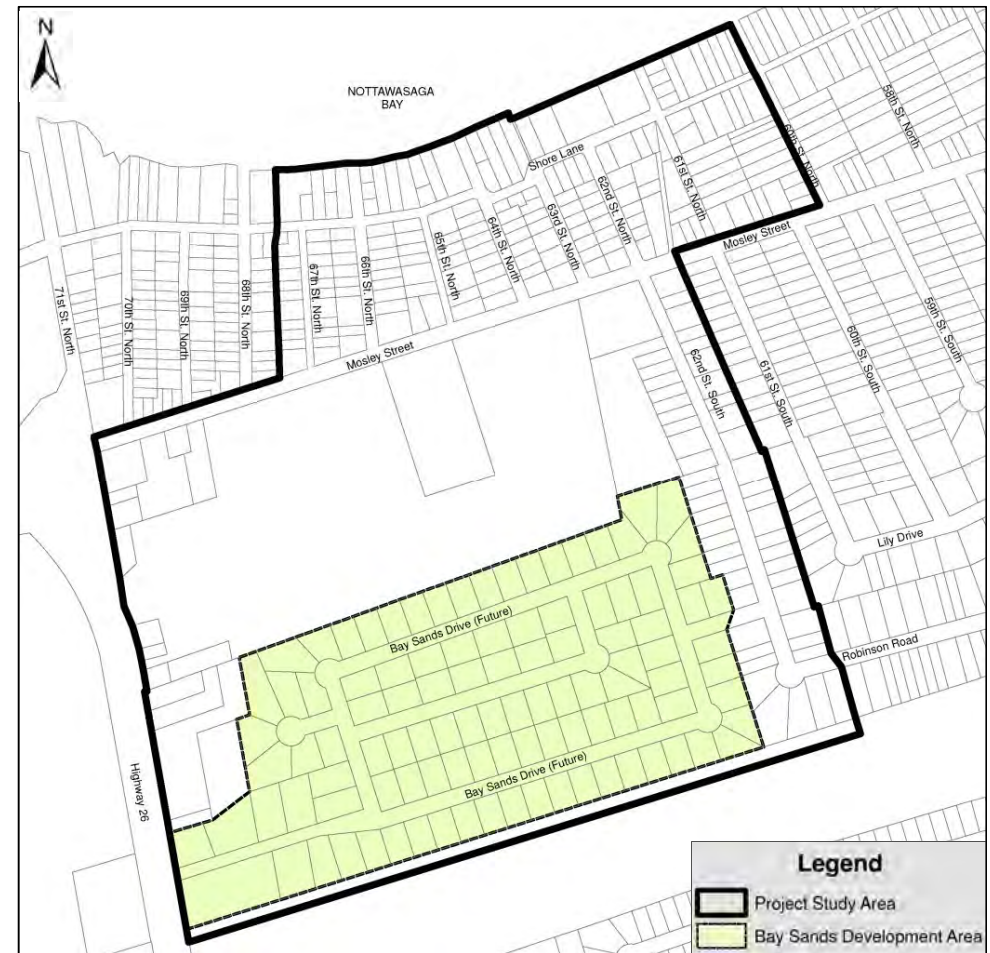 N
NOTTAWASAGA
BAY
58th St. North
60th St. North
Shore Lane
61st St. North
62nd St. North
63rd St. North
64th St. North
65th St. North
66th St. North
67th St. North
68th St. North
69th St. North
70th St. North
71st St. North
Mosley Street
Mosley Street
59th St. South
60th St. South
61st St. South
62nd St. South
Lily Drive
Robinson Road
Bay Sands Drive (Future)
Bay Sands Drive (Future)
Highway 26
Legend
Project Study Area
Bay Sands Development Area